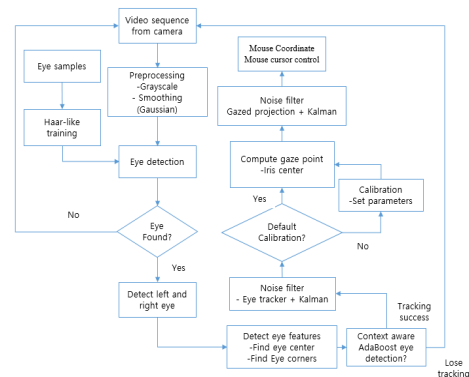 Video sequence
from camera
Mouse Coordinate
Mouse cursor control
Eye samples
Preprocessing
-Grayscale
- Smoothing
(Gaussian)
Noise filter
Gazed projection + Kalman
Haar-like
training
Eye detection
Compute gaze point
-Iris center
Calibration
-Set parameters
Yes
No
Eye
Found?
Default
Calibration?
No
Yes
Detect left and
right eye
Noise filter
- Eye tracker + Kalman
Tracking
success
Detect eye features
-Find eye center
-Find Eye corners
Context aware
AdaBoost eye
detection?
Lose
tracking